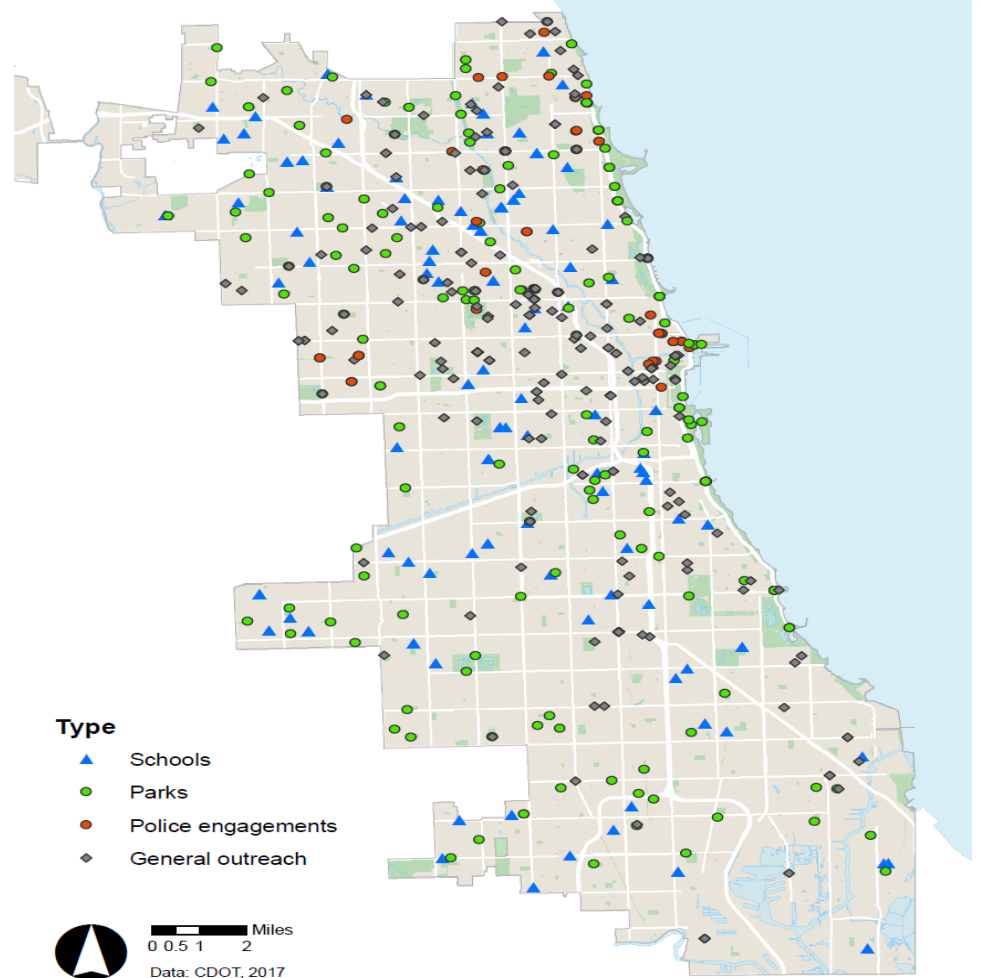 Type
Schools
Parks
Police engagements
General outreach
Miles
0 0.5 1 2
Data: CDOT, 2017